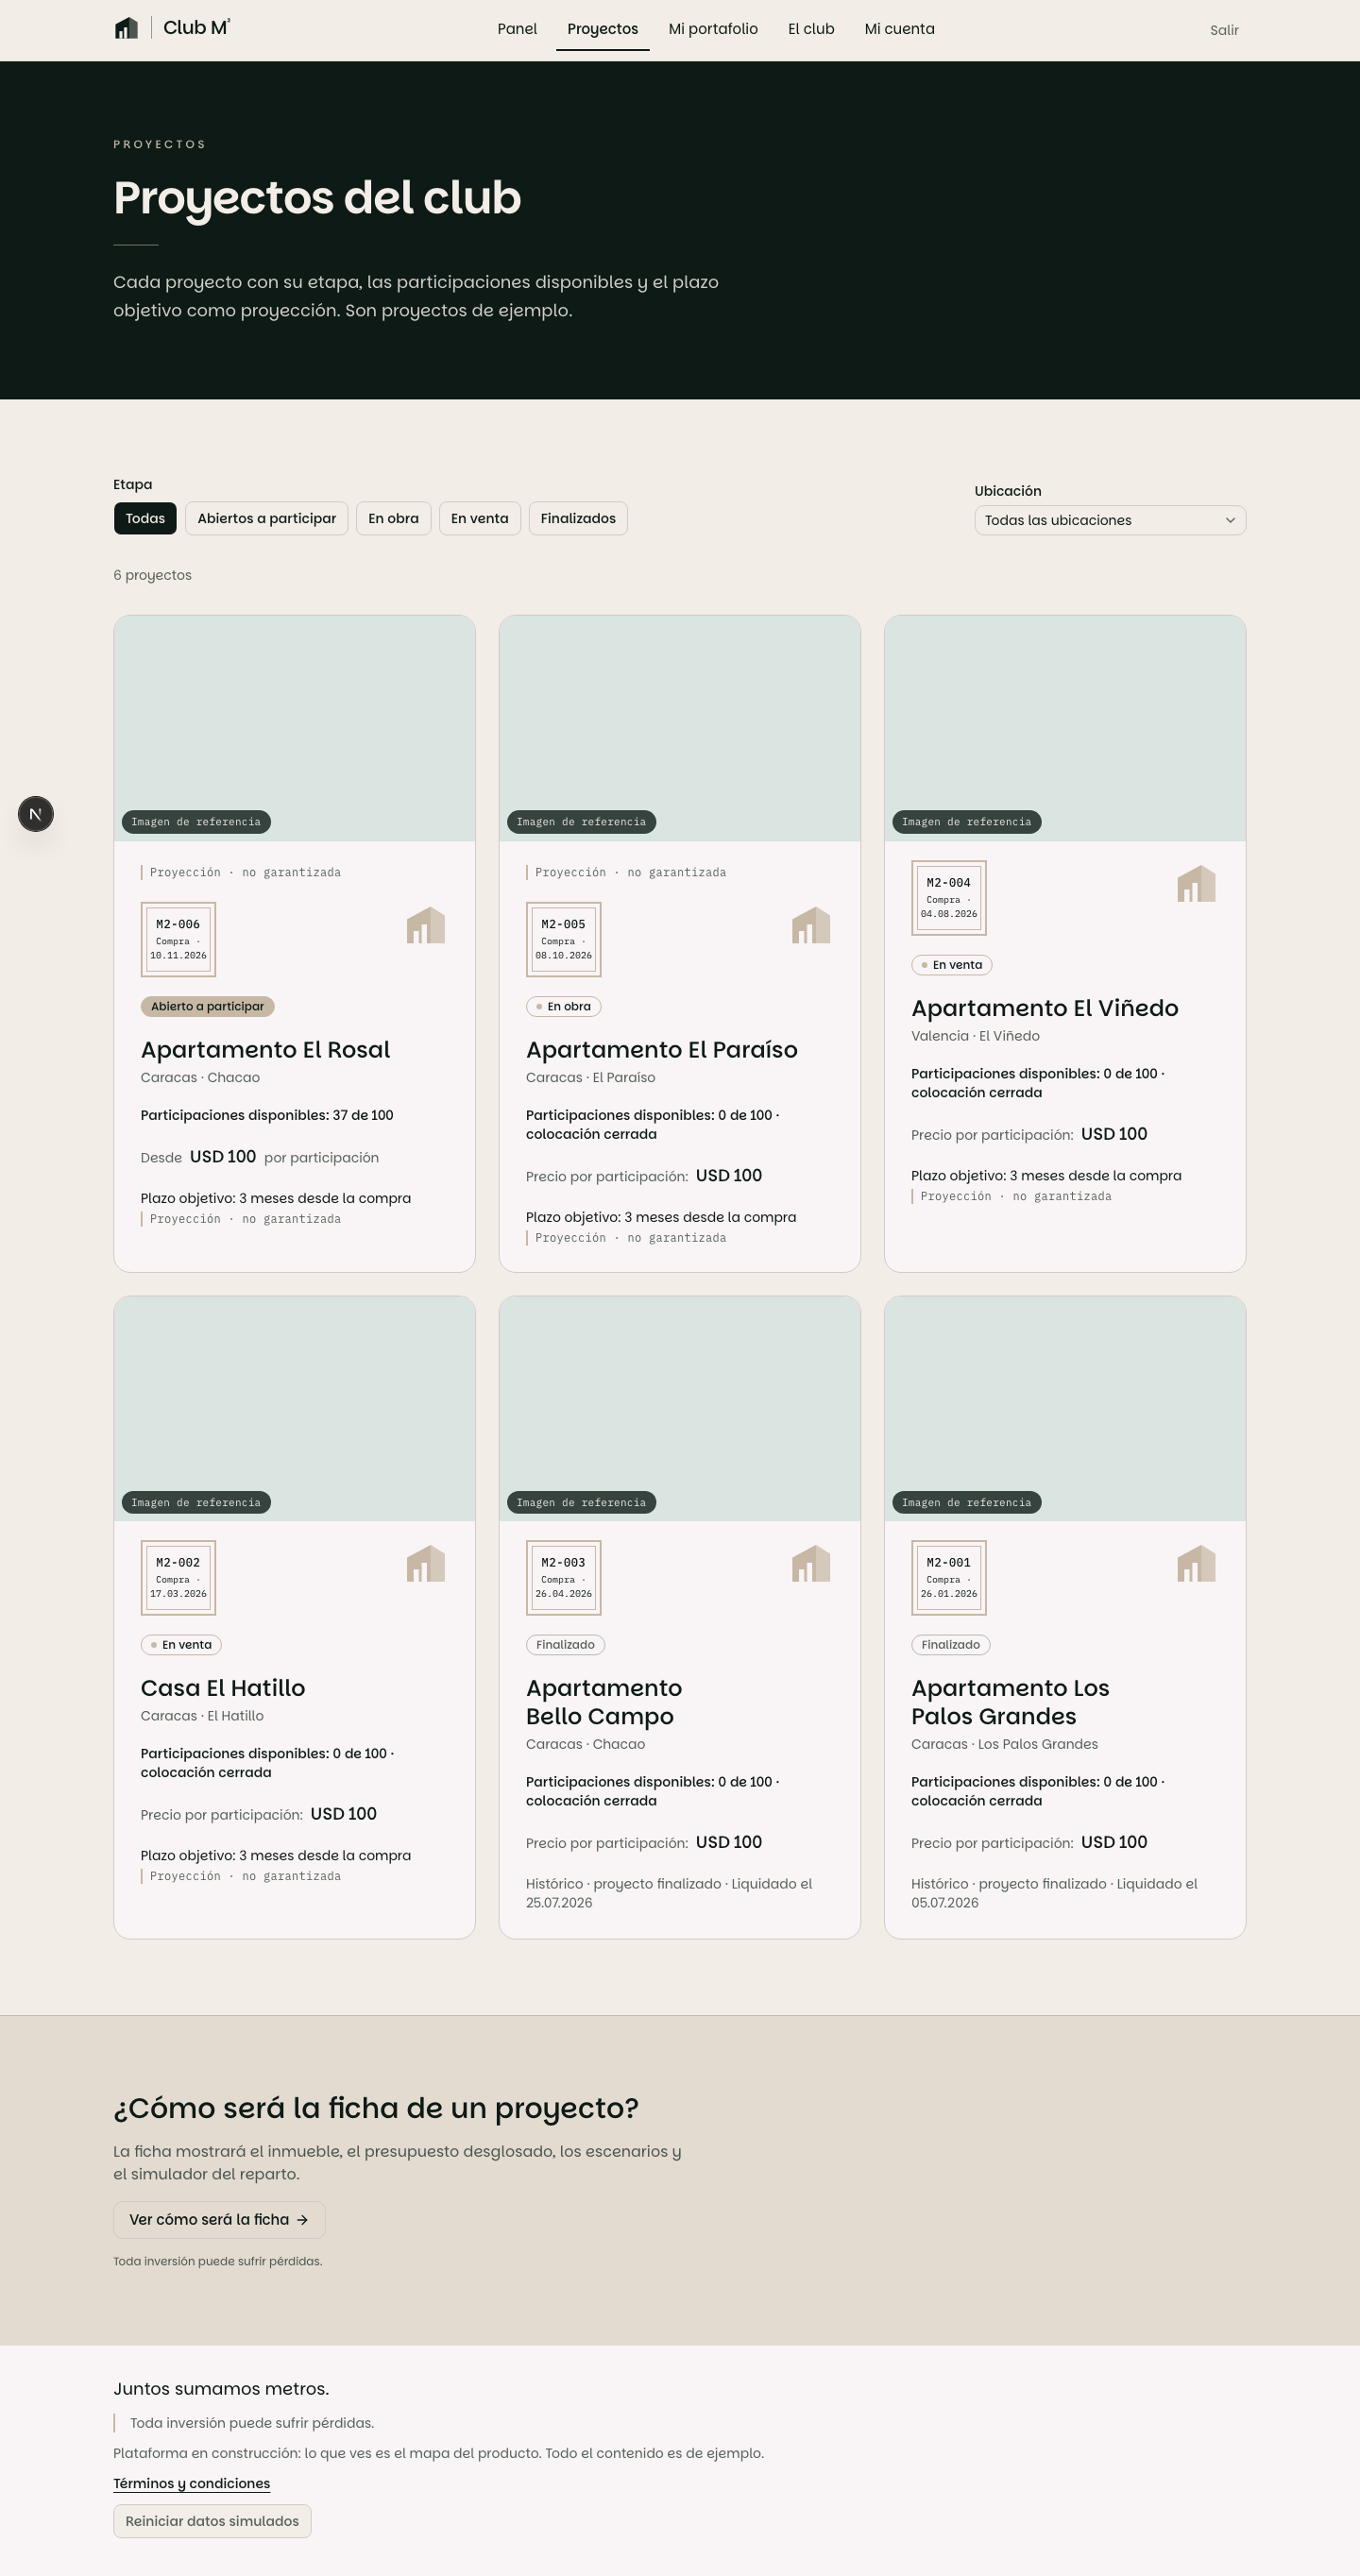 Club M²
Panel
Proyectos
Mi portafolio
El club
Mi cuenta
Salir
PROYECTOS
Proyectos del club
Cada proyecto con su etapa, las participaciones disponibles y el plazo
objetivo como proyección. Son proyectos de ejemplo.
Etapa
Todas
Abiertos a participar
En obra
En venta
Finalizados
Ubicación
Todas las ubicaciones
6 proyectos
N
Imagen de referencia
Proyección · no garantizada
M2-006
Compra ·
10.11.2026
Abierto a participar
Apartamento El Rosal
Caracas · Chacao
Participaciones disponibles: 37 de 100
Desde USD 100 por participación
Plazo objetivo: 3 meses desde la compra
Proyección · no garantizada
Imagen de referencia
Proyección · no garantizada
M2-005
Compra ·
08.10.2026
En obra
Apartamento El Paraíso
Caracas · El Paraíso
Participaciones disponibles: 0 de 100 ·
colocación cerrada
Precio por participación: USD 100
Plazo objetivo: 3 meses desde la compra
Proyección · no garantizada
Imagen de referencia
M2-004
Compra ·
04.08.2026
En venta
Apartamento El Viñedo
Valencia · El Viñedo
Participaciones disponibles: 0 de 100 ·
colocación cerrada
Precio por participación: USD 100
Plazo objetivo: 3 meses desde la compra
Proyección · no garantizada
Imagen de referencia
M2-002
Compra ·
17.03.2026
En venta
Casa El Hatillo
Caracas · El Hatillo
Participaciones disponibles: 0 de 100 ·
colocación cerrada
Precio por participación: USD 100
Plazo objetivo: 3 meses desde la compra
Proyección · no garantizada
Imagen de referencia
M2-003
Compra ·
26.04.2026
Finalizado
Apartamento
Bello Campo
Caracas · Chacao
Participaciones disponibles: 0 de 100 ·
colocación cerrada
Precio por participación: USD 100
Histórico · proyecto finalizado · Liquidado el
25.07.2026
Imagen de referencia
M2-001
Compra ·
26.01.2026
Finalizado
Apartamento Los
Palos Grandes
Caracas · Los Palos Grandes
Participaciones disponibles: 0 de 100 ·
colocación cerrada
Precio por participación: USD 100
Histórico · proyecto finalizado · Liquidado el
05.07.2026
¿Cómo será la ficha de un proyecto?
La ficha mostrará el inmueble, el presupuesto desglosado, los escenarios y
el simulador del reparto.
Ver cómo será la ficha →
Toda inversión puede sufrir pérdidas.
Juntos sumamos metros.
Toda inversión puede sufrir pérdidas.
Plataforma en construcción: lo que ves es el mapa del producto. Todo el contenido es de ejemplo.
Términos y condiciones
Reiniciar datos simulados